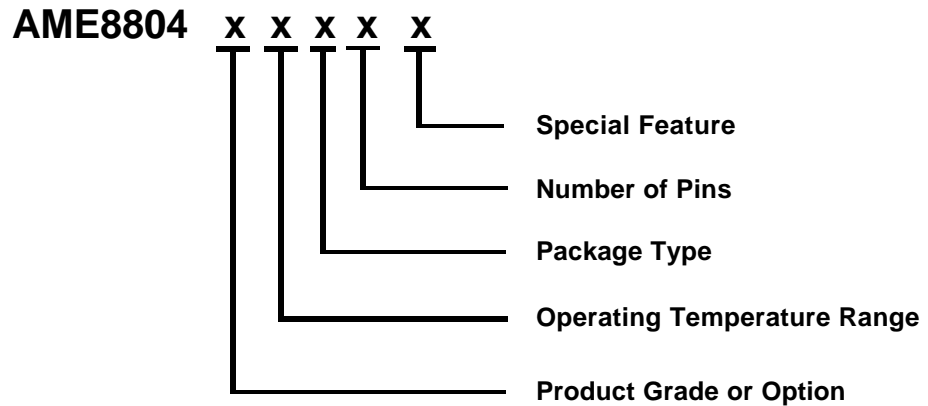 AME8804 x x x x x
Special Feature
Number of Pins
Package Type
Operating Temperature Range
Product Grade or Option